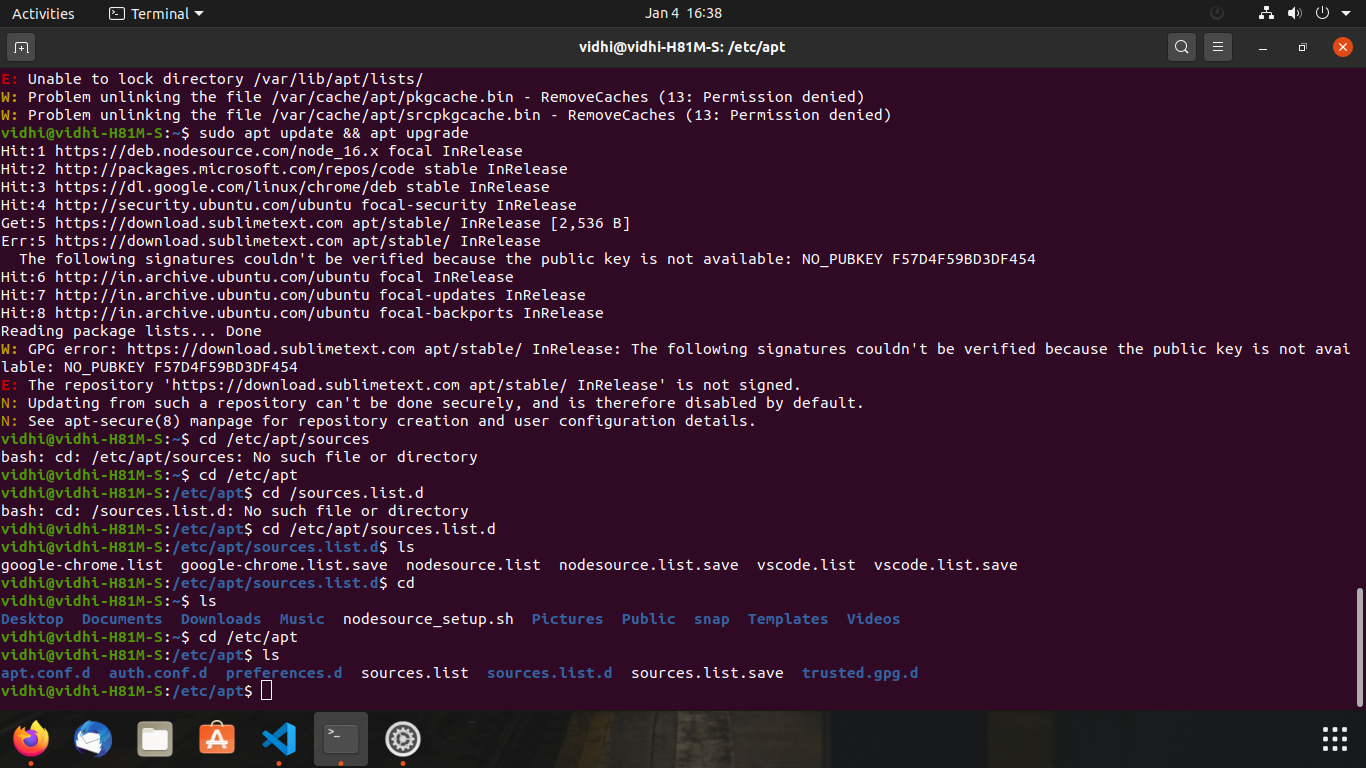 Activities Terminal Jan 4 16:38
vidhi@vidhi-H81M-S: /etc/apt
E: Unable to lock directory /var/lib/apt/lists/
W: Problem unlinking the file /var/cache/apt/pkgcache.bin - RemoveCaches (13: Permission denied)
W: Problem unlinking the file /var/cache/apt/srcpkgcache.bin - RemoveCaches (13: Permission denied)
vidhi@vidhi-H81M-S:~$ sudo apt update && apt upgrade
Hit:1 https://deb.nodesource.com/node_16.x focal InRelease
Hit:2 http://packages.microsoft.com/repos/code stable InRelease
Hit:3 https://dl.google.com/linux/chrome/deb stable InRelease
Hit:4 http://security.ubuntu.com/ubuntu focal-security InRelease
Get:5 https://download.sublimetext.com apt/stable/ InRelease [2,536 B]
Err:5 https://download.sublimetext.com apt/stable/ InRelease
  The following signatures couldn't be verified because the public key is not available: NO_PUBKEY F57D4F59BD3DF454
Hit:6 http://in.archive.ubuntu.com/ubuntu focal InRelease
Hit:7 http://in.archive.ubuntu.com/ubuntu focal-updates InRelease
Hit:8 http://in.archive.ubuntu.com/ubuntu focal-backports InRelease
Reading package lists... Done
W: GPG error: https://download.sublimetext.com apt/stable/ InRelease: The following signatures couldn't be verified because the public key is not avai
lable: NO_PUBKEY F57D4F59BD3DF454
E: The repository 'https://download.sublimetext.com apt/stable/ InRelease' is not signed.
N: Updating from such a repository can't be done securely, and is therefore disabled by default.
N: See apt-secure(8) manpage for repository creation and user configuration details.
vidhi@vidhi-H81M-S:~$ cd /etc/apt/sources
bash: cd: /etc/apt/sources: No such file or directory
vidhi@vidhi-H81M-S:~$ cd /etc/apt
vidhi@vidhi-H81M-S:/etc/apt$ cd /sources.list.d
bash: cd: /sources.list.d: No such file or directory
vidhi@vidhi-H81M-S:/etc/apt$ cd /etc/apt/sources.list.d
vidhi@vidhi-H81M-S:/etc/apt/sources.list.d$ ls
google-chrome.list  google-chrome.list.save  nodesource.list  nodesource.list.save  vscode.list  vscode.list.save
vidhi@vidhi-H81M-S:/etc/apt/sources.list.d$ cd
vidhi@vidhi-H81M-S:~$ ls
Desktop  Documents  Downloads  Music  nodesource_setup.sh  Pictures  Public  snap  Templates  Videos
vidhi@vidhi-H81M-S:~$ cd /etc/apt
vidhi@vidhi-H81M-S:/etc/apt$ ls
apt.conf.d  auth.conf.d  preferences.d  sources.list  sources.list.d  sources.list.save  trusted.gpg.d
vidhi@vidhi-H81M-S:/etc/apt$